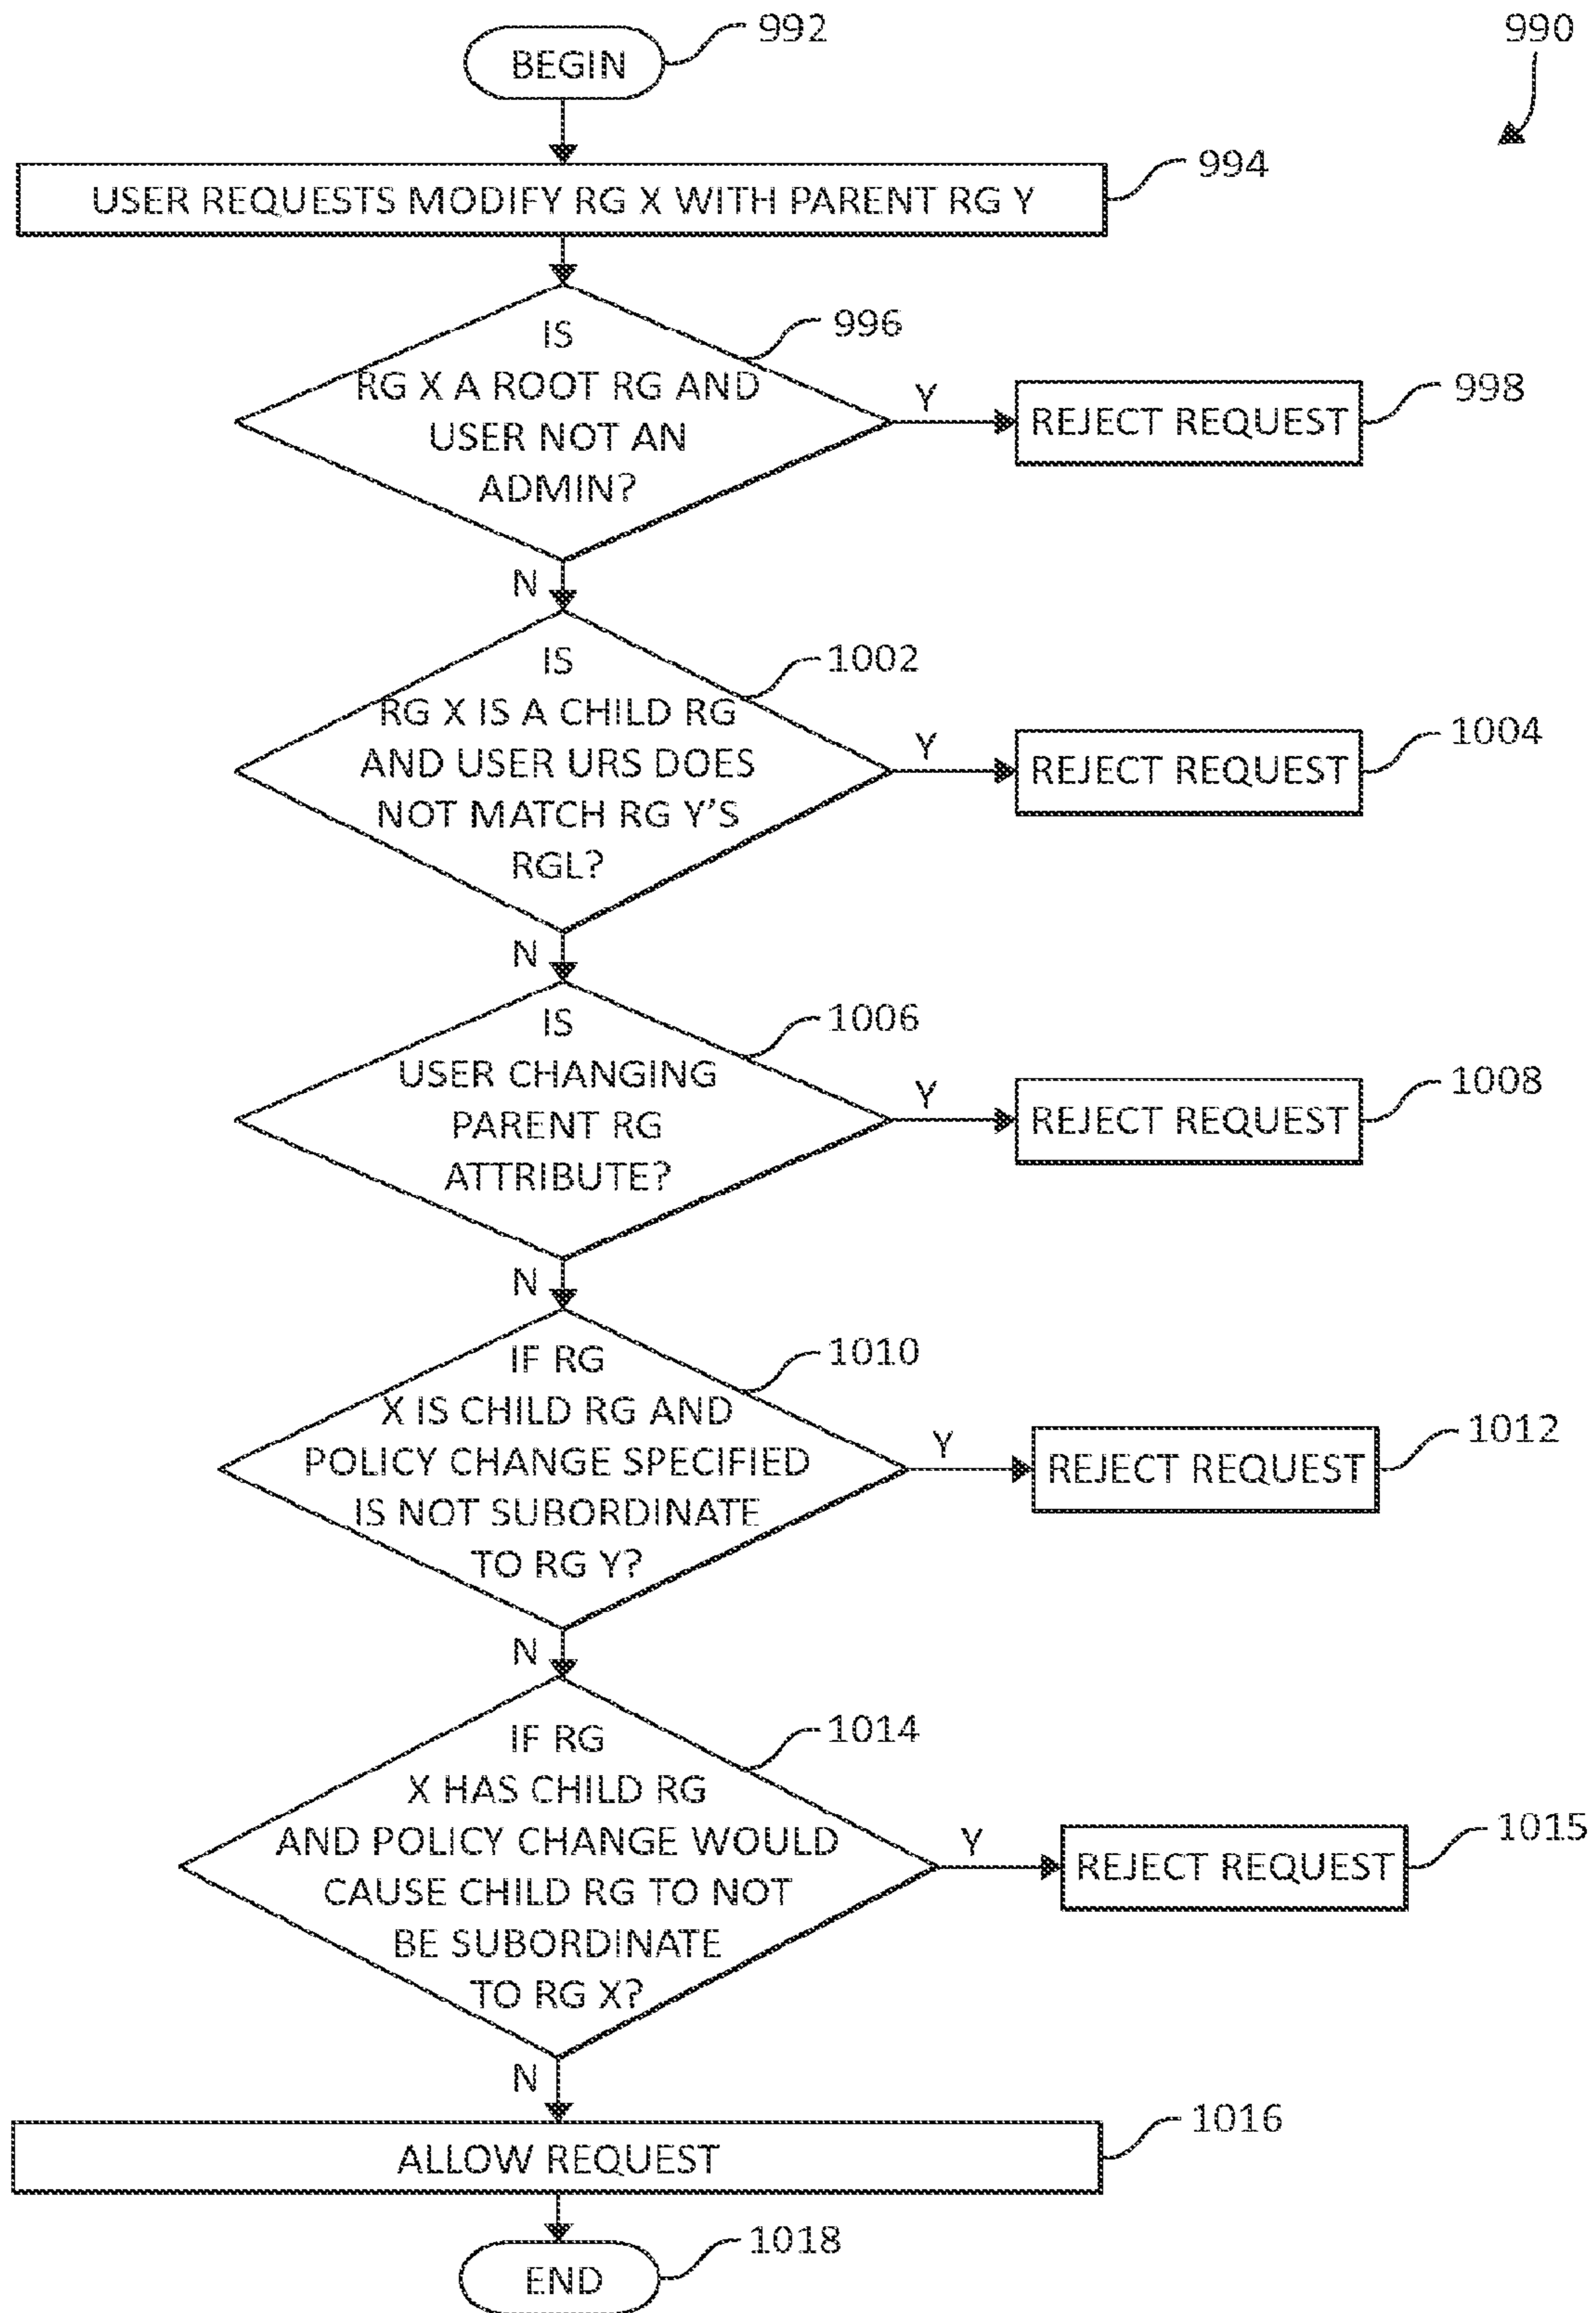 992
990
BEGIN
994
USER REQUESTS MODIFY RG X WITH PARENT RG Y
996
IS
RG X A ROOT RG AND
USER NOT AN
ADMIN?
Y
REJECT REQUEST
998
N
1002
IS
RG X IS A CHILD RG
AND USER URS DOES
NOT MATCH RG Y'S
RGL?
Y
REJECT REQUEST
1004
N
1006
IS
USER CHANGING
PARENT RG
ATTRIBUTE?
Y
REJECT REQUEST
1008
N
1010
IF RG
X IS CHILD RG AND
POLICY CHANGE SPECIFIED
IS NOT SUBORDINATE
TO RG Y?
Y
REJECT REQUEST
1012
N
1014
IF RG
X HAS CHILD RG
AND POLICY CHANGE WOULD
CAUSE CHILD RG TO NOT
BE SUBORDINATE
TO RG X?
Y
REJECT REQUEST
1015
N
1016
ALLOW REQUEST
1018
END